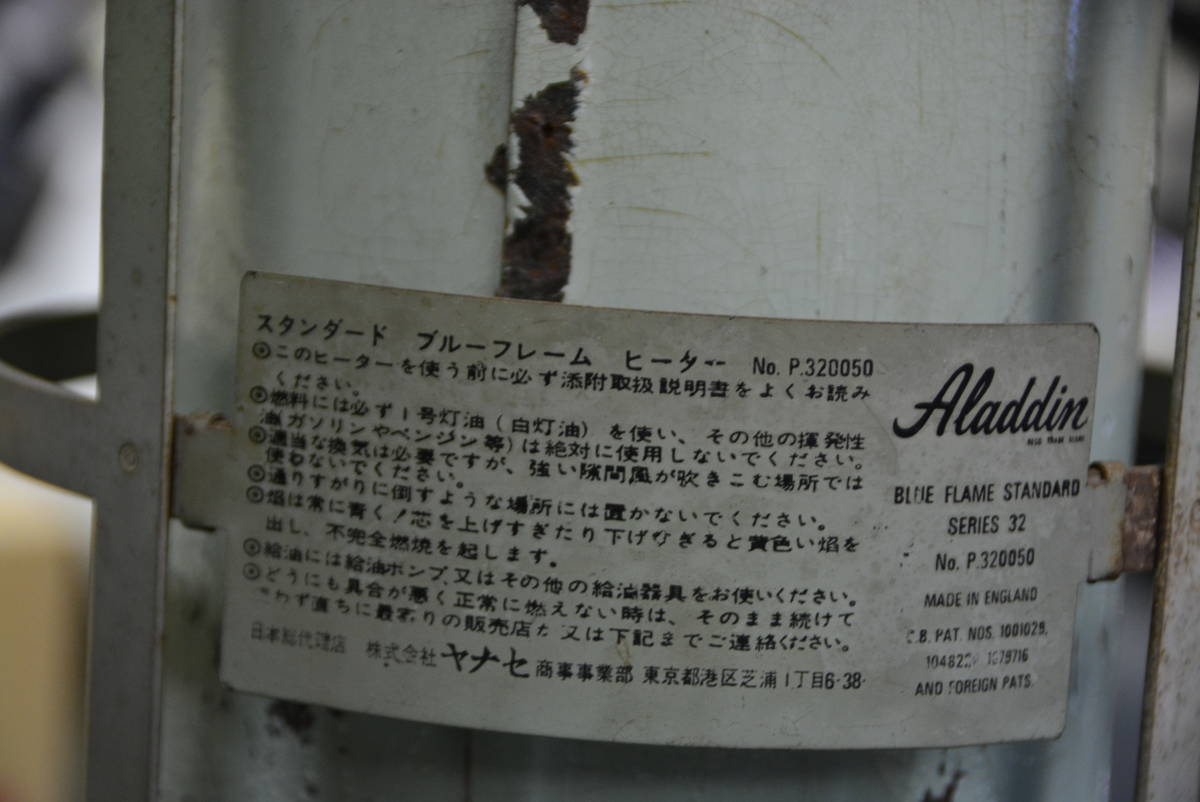 スタンダード ブルーフレーム ヒーター No. P.320050
◎このヒーターを使う前に必ず添附取扱説明書をよくお読み
ください。
◎燃料には必ず1号灯油(白灯油)を使い、その他の揮発性
油(ガソリンやベンジン等)は絶対に使用しないでください。
◎適当な換気は必要ですが、強い隙間風が吹きこむ場所では
使わないでください。
◎通りすがりに倒すような場所には置かないでください。
◎焰は常に青く!芯を上げすぎたり下げすぎると黄色い焰を
出し、不完全燃焼を起します。
◎給油には給油ポンプ又はその他の給油器具をお使いください。
◎どうにも具合が悪く正常に燃えない時は、そのまま続けて
わず直ちに最寄りの販売店か又は下記までご連絡ください。
日本総代理店 株式会社ヤナセ 商事事業部 東京都港区芝浦1丁目6-38
Aladdin
REGD TRADE MARK
BLUE FLAME STANDARD
SERIES 32
No. P.320050
MADE IN ENGLAND
G.B. PAT. NOS. 1001029,
AND FOREIGN PATS.